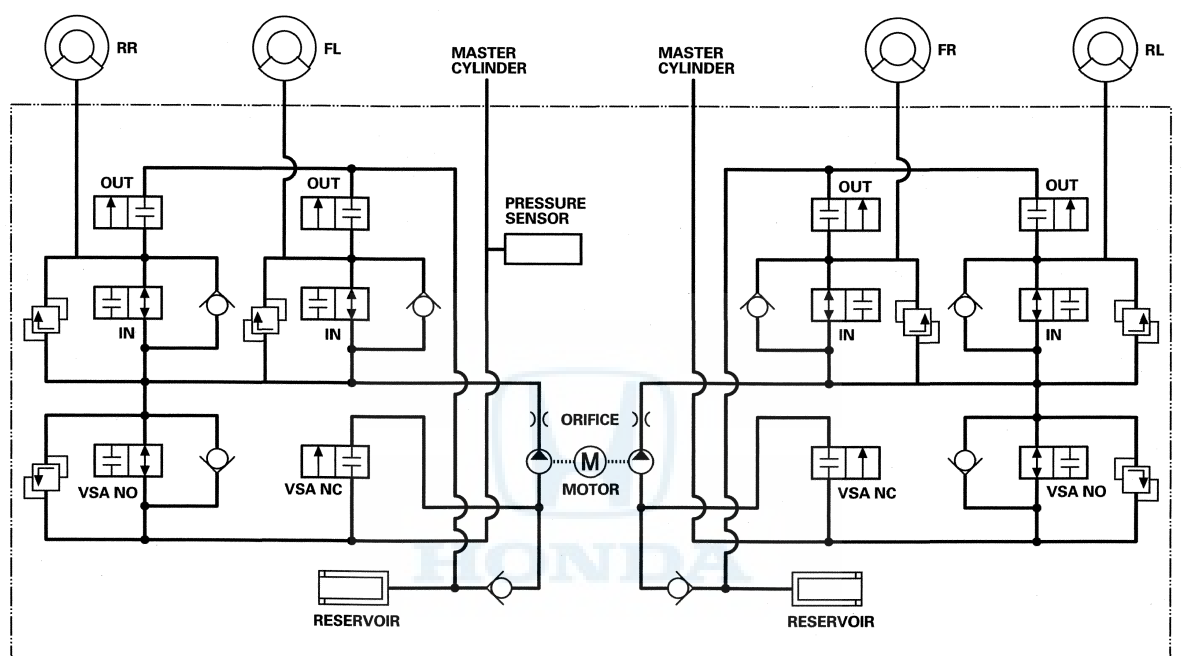 RR
FL
MASTER
CYLINDER
MASTER
CYLINDER
FR
RL
OUT
OUT
PRESSURE
SENSOR
OUT
OUT
IN
IN
IN
IN
ORIFICE
M
MOTOR
VSA NO
VSA NC
VSA NC
VSA NO
HONDA
RESERVOIR
RESERVOIR